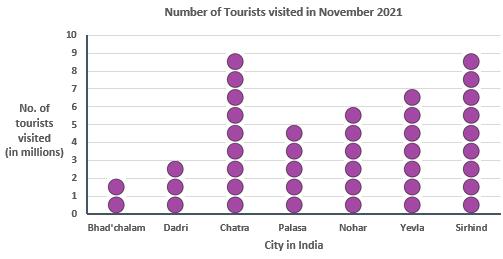 Number of Tourists visited in November 2021
10
9
8
7
6
5
4
3
2
1
0
No. of
tourists
visited
(in millions)
Bhad'chalam Dadri Chatra Palasa Nohar Yevla Sirhind
City in India